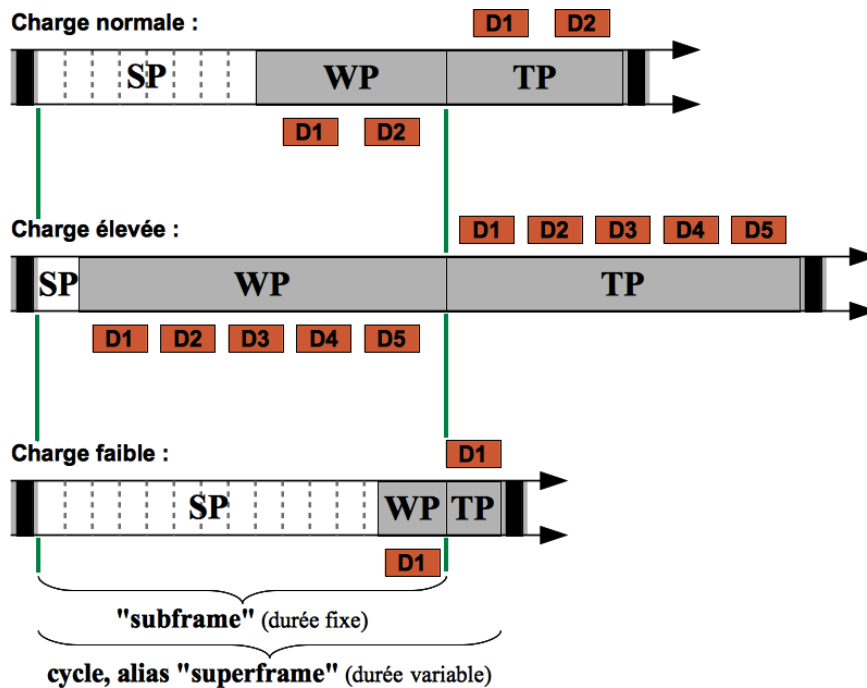 Charge normale :
D1 D2
SP WP TP
D1 D2
Charge élevée :
D1 D2 D3 D4 D5
SP WP TP
D1 D2 D3 D4 D5
Charge faible :
D1
SP WP TP
D1
"subframe" (durée fixe)
cycle, alias "superframe" (durée variable)